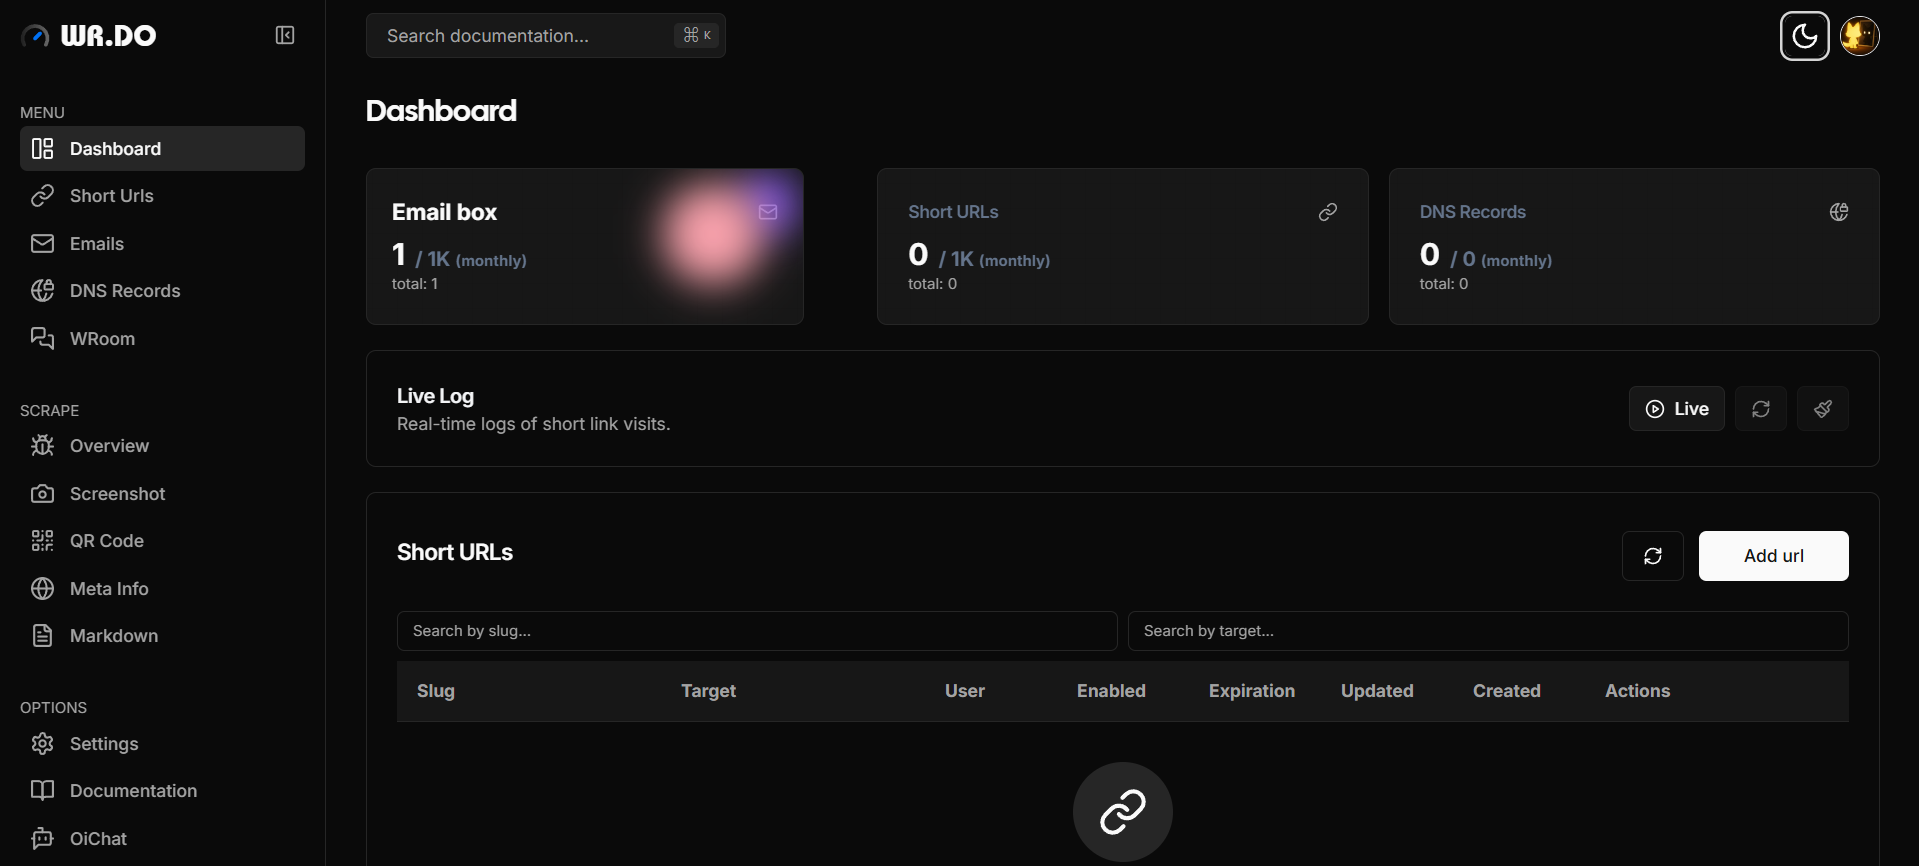 WR.DO
MENU
Dashboard
Short Urls
Emails
DNS Records
WRoom
SCRAPE
Overview
Screenshot
QR Code
Meta Info
Markdown
OPTIONS
Settings
Documentation
OiChat
Search documentation...
⌘ K
Dashboard
Email box
1 / 1K (monthly)
total: 1
Short URLs
0 / 1K (monthly)
total: 0
DNS Records
0 / 0 (monthly)
total: 0
Live Log
Real-time logs of short link visits.
Live
Short URLs
Add url
Search by slug...
Search by target...
Slug Target User Enabled Expiration Updated Created Actions